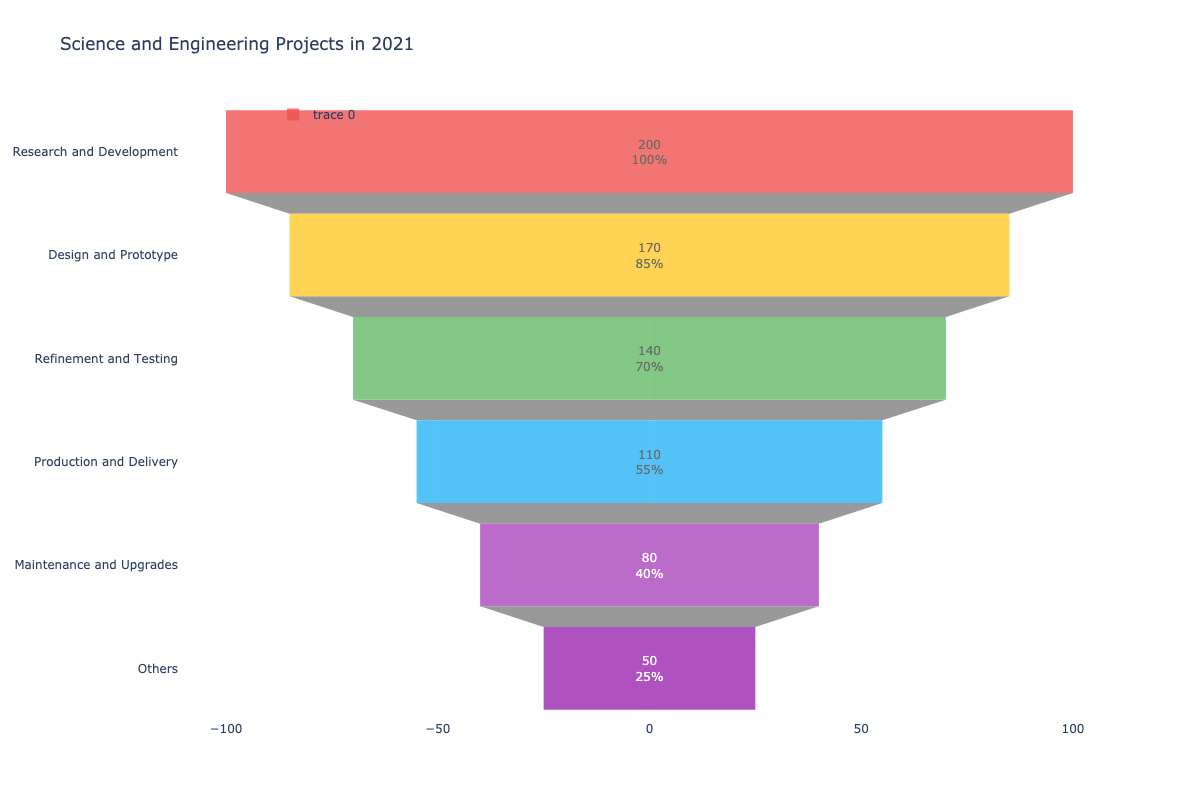 Science and Engineering Projects in 2021
trace 0
Research and Development
200
100%
Design and Prototype
170
85%
Refinement and Testing
140
70%
Production and Delivery
110
55%
Maintenance and Upgrades
80
40%
Others
50
25%
−100 −50 0 50 100